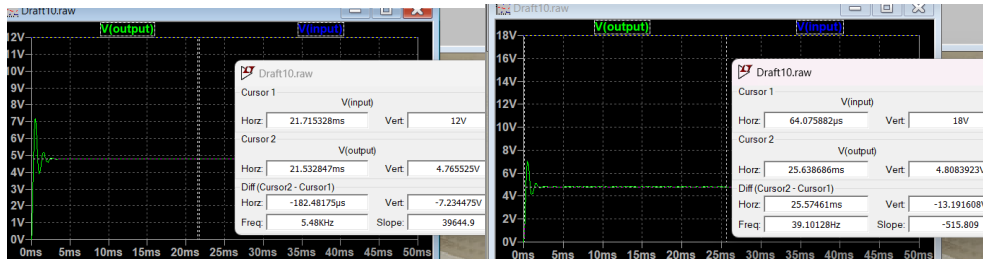 Draft10.raw
V(output) V(input)
12V
10V
9V
8V
7V
6V
5V
4V
3V
2V
1V
0V
0ms 5ms 10ms 15ms 20ms 25ms 30ms 35ms 40ms 45ms 50ms
Draft10.raw
Cursor 1
V(input)
Horz: 21.715328ms Vert: 12V
Cursor 2
V(output)
Horz: 21.532847ms Vert: 4.765525V
Diff (Cursor2 - Cursor1)
Horz: -182.48175µs Vert: -7.234475V
Freq: 5.48KHz Slope: 39644.9
Draft10.raw
V(output) V(input)
18V
16V
14V
12V
10V
8V
6V
4V
2V
0V
0ms 5ms 10ms 15ms 20ms 25ms 30ms 35ms 40ms 45ms 50ms
Draft10.raw
Cursor 1
V(input)
Horz: 64.075882µs Vert: 18V
Cursor 2
V(output)
Horz: 25.638686ms Vert: 4.8083923V
Diff (Cursor2 - Cursor1)
Horz: 25.57461ms Vert: -13.191608V
Freq: 39.10128Hz Slope: -515.809